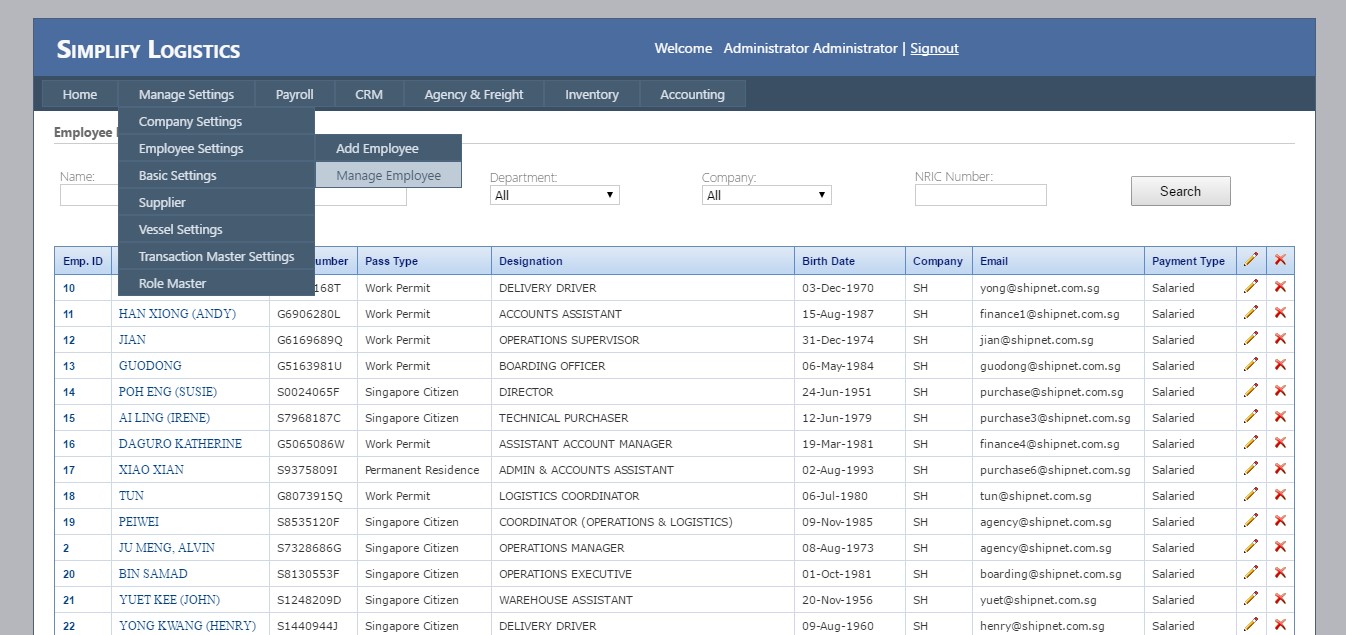 Simplify Logistics
Welcome Administrator Administrator | Signout
Home Manage Settings Payroll CRM Agency & Freight Inventory Accounting
Company Settings
Employee
Employee Settings Add Employee
Basic Settings Manage Employee
Supplier
Vessel Settings
Transaction Master Settings
Role Master
Name: Department: Company: NRIC Number:
All All Search
Emp. ID umber Pass Type Designation Birth Date Company Email Payment Type
10 168T Work Permit DELIVERY DRIVER 03-Dec-1970 SH yong@shipnet.com.sg Salaried
11 HAN XIONG (ANDY) G6906280L Work Permit ACCOUNTS ASSISTANT 15-Aug-1987 SH finance1@shipnet.com.sg Salaried
12 JIAN G6169689Q Work Permit OPERATIONS SUPERVISOR 31-Dec-1974 SH jian@shipnet.com.sg Salaried
13 GUODONG G5163981U Work Permit BOARDING OFFICER 06-May-1984 SH guodong@shipnet.com.sg Salaried
14 POH ENG (SUSIE) S0024065F Singapore Citizen DIRECTOR 24-Jun-1951 SH purchase@shipnet.com.sg Salaried
15 AI LING (IRENE) S7968187C Singapore Citizen TECHNICAL PURCHASER 12-Jun-1979 SH purchase3@shipnet.com.sg Salaried
16 DAGURO KATHERINE G5065086W Work Permit ASSISTANT ACCOUNT MANAGER 19-Mar-1981 SH finance4@shipnet.com.sg Salaried
17 XIAO XIAN S9375809I Permanent Residence ADMIN & ACCOUNTS ASSISTANT 02-Aug-1993 SH purchase6@shipnet.com.sg Salaried
18 TUN G8073915Q Work Permit LOGISTICS COORDINATOR 06-Jul-1980 SH tun@shipnet.com.sg Salaried
19 PEIWEI S8535120F Singapore Citizen COORDINATOR (OPERATIONS & LOGISTICS) 09-Nov-1985 SH agency@shipnet.com.sg Salaried
2 JU MENG, ALVIN S7328686G Singapore Citizen OPERATIONS MANAGER 08-Aug-1973 SH agency@shipnet.com.sg Salaried
20 BIN SAMAD S8130553F Singapore Citizen OPERATIONS EXECUTIVE 01-Oct-1981 SH boarding@shipnet.com.sg Salaried
21 YUET KEE (JOHN) S1248209D Singapore Citizen WAREHOUSE ASSISTANT 20-Nov-1956 SH yuet@shipnet.com.sg Salaried
22 YONG KWANG (HENRY) S1440944J Singapore Citizen DELIVERY DRIVER 09-Aug-1960 SH henry@shipnet.com.sg Salaried